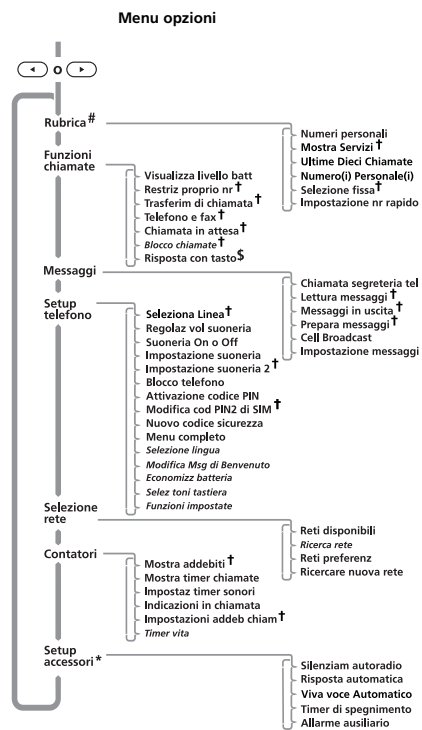 Menu opzioni
o
Rubrica #
Numeri personali
Mostra Servizi †
Ultime Dieci Chiamate
Numero(i) Personale(i)
Selezione fissa †
Impostazione nr rapido
Funzioni
chiamate
Visualizza livello batt
Restriz proprio nr †
Trasferim di chiamata †
Telefono e fax †
Chiamata in attesa †
Blocco chiamate †
Risposta con tasto $
Messaggi
Chiamata segreteria tel
Lettura messaggi †
Messaggi in uscita †
Prepara messaggi †
Cell Broadcast
Impostazione messaggi
Setup
telefono
Seleziona Linea †
Regolaz vol suoneria
Suoneria On o Off
Impostazione suoneria
Impostazione suoneria 2 †
Blocco telefono
Attivazione codice PIN
Modifica cod PIN2 di SIM †
Nuovo codice sicurezza
Menu completo
Selezione lingua
Modifica Msg di Benvenuto
Economizz batteria
Selez toni tastiera
Funzioni impostate
Selezione
rete
Reti disponibili
Ricerca rete
Reti preferenz
Ricercare nuova rete
Contatori
Mostra addebiti †
Mostra timer chiamate
Impostaz timer sonori
Indicazioni in chiamata
Impostazioni addeb chiam †
Timer vita
Setup
accessori *
Silenziam autoradio
Risposta automatica
Viva voce Automatico
Timer di spegnimento
Allarme ausiliario